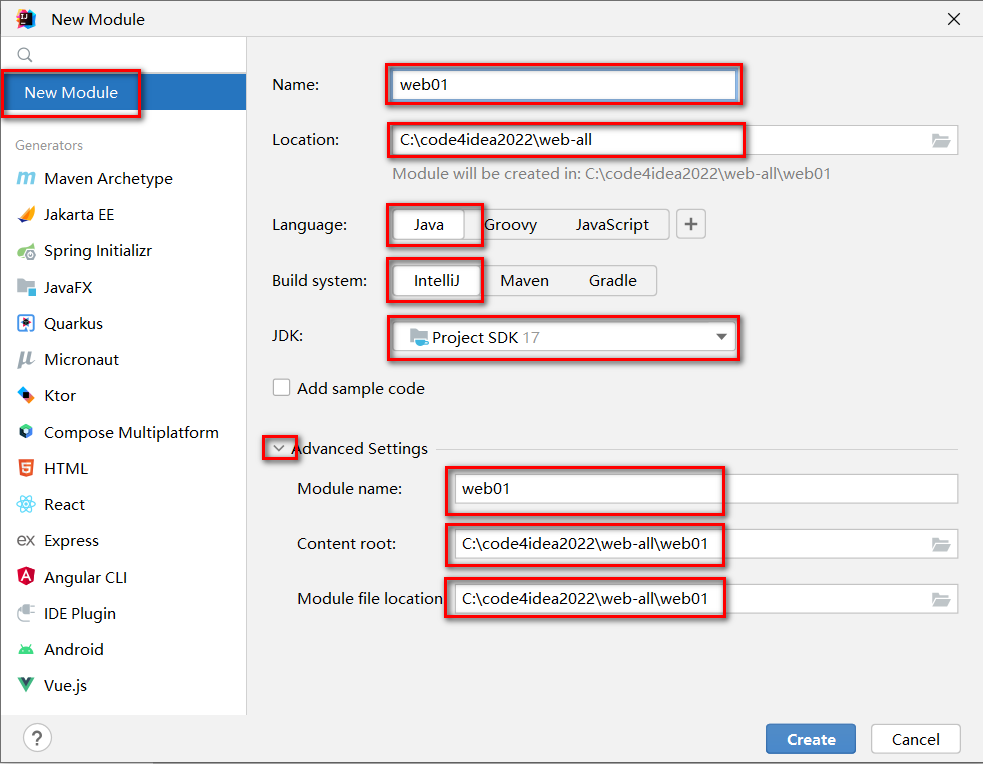 New Module
New Module
Generators
Maven Archetype
Jakarta EE
Spring Initializr
JavaFX
Quarkus
Micronaut
Ktor
Compose Multiplatform
HTML
React
Express
Angular CLI
IDE Plugin
Android
Vue.js
Name: web01
Location: C:\code4idea2022\web-all
Module will be created in: C:\code4idea2022\web-all\web01
Language: Java Groovy JavaScript +
Build system: IntelliJ Maven Gradle
JDK: Project SDK 17
Add sample code
Advanced Settings
Module name: web01
Content root: C:\code4idea2022\web-all\web01
Module file location C:\code4idea2022\web-all\web01
? Create Cancel